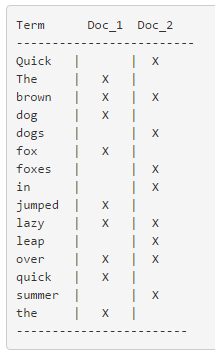 Term      Doc_1  Doc_2
-------------------------
Quick   |       |  X
The     |   X   |
brown   |   X   |  X
dog     |   X   |
dogs    |       |  X
fox     |   X   |
foxes   |       |  X
in      |       |  X
jumped  |   X   |
lazy    |   X   |  X
leap    |       |  X
over    |   X   |  X
quick   |   X   |
summer  |       |  X
the     |   X   |
------------------------